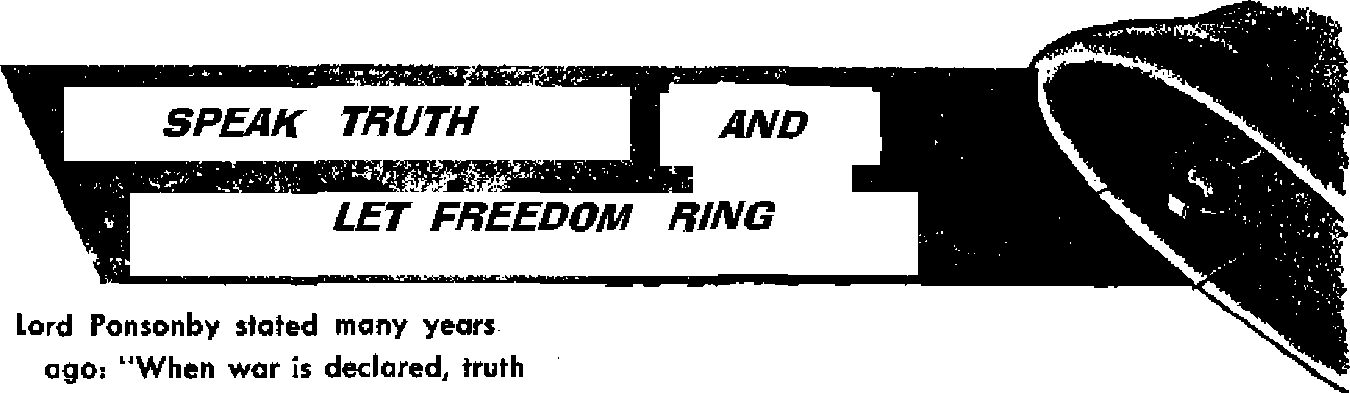 SPEAK TRUTH AND
LET FREEDOM RING
Lord Ponsonby stated many years
ago: "When war is declared, truth